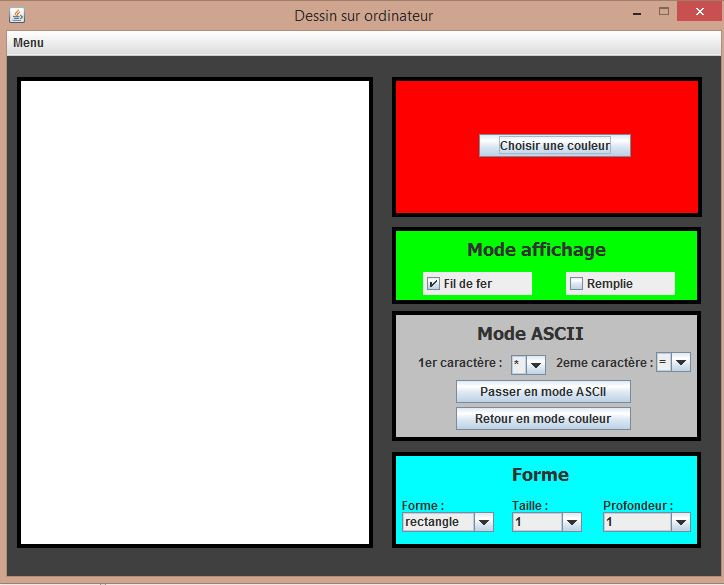 Dessin sur ordinateur
Menu
Choisir une couleur
Mode affichage
Fil de fer Remplie
Mode ASCII
1er caractère : * 2eme caractère : =
Passer en mode ASCII
Retour en mode couleur
Forme
Forme : Taille : Profondeur :
rectangle 1 1